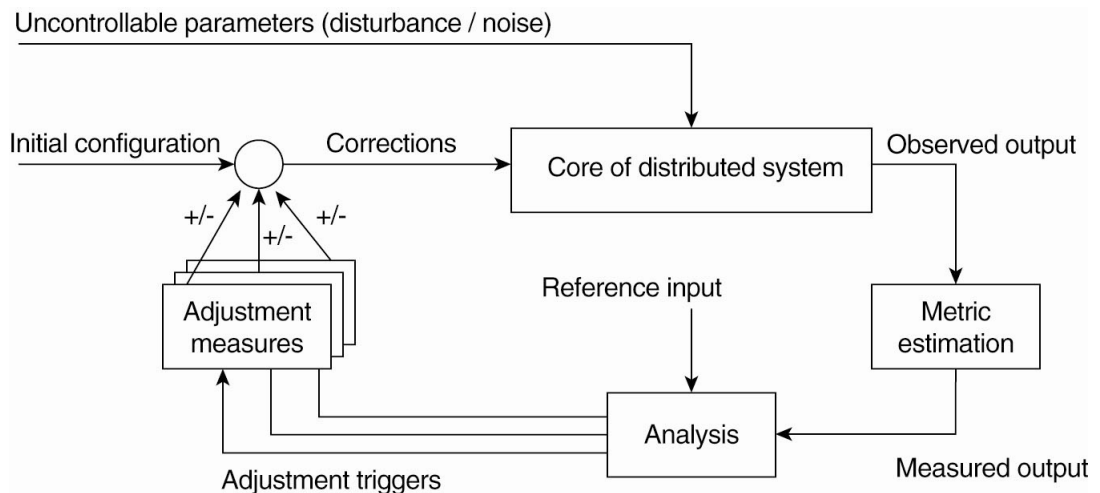 Uncontrollable parameters (disturbance / noise)
Initial configuration
Corrections
Core of distributed system
Observed output
+/-
+/-
+/-
Reference input
Adjustment
measures
Metric
estimation
Analysis
Adjustment triggers
Measured output